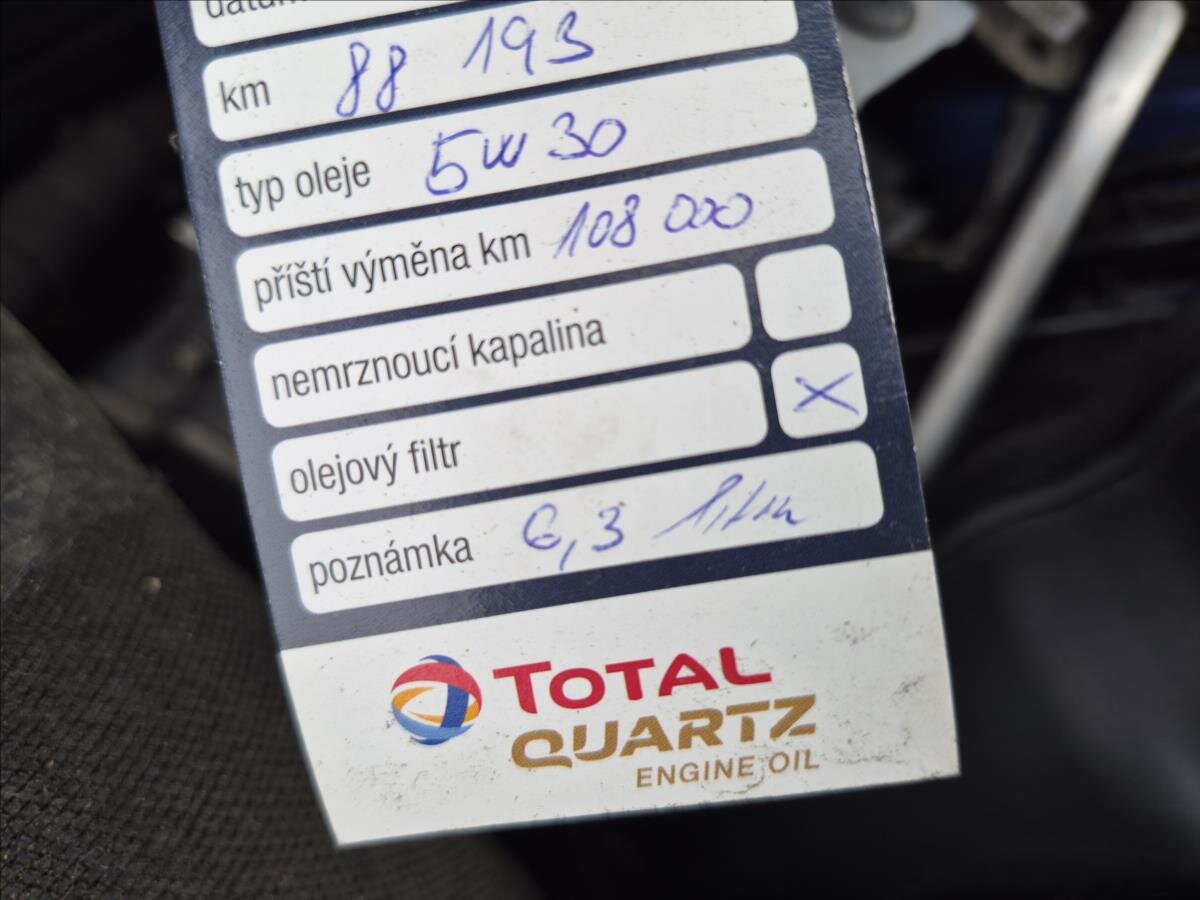 datum
km 88 193
typ oleje 5W30
příští výměna km 108 000
nemrznoucí kapalina
olejový filtr X
poznámka 6,3 litru
TOTAL
QUARTZ
ENGINE OIL